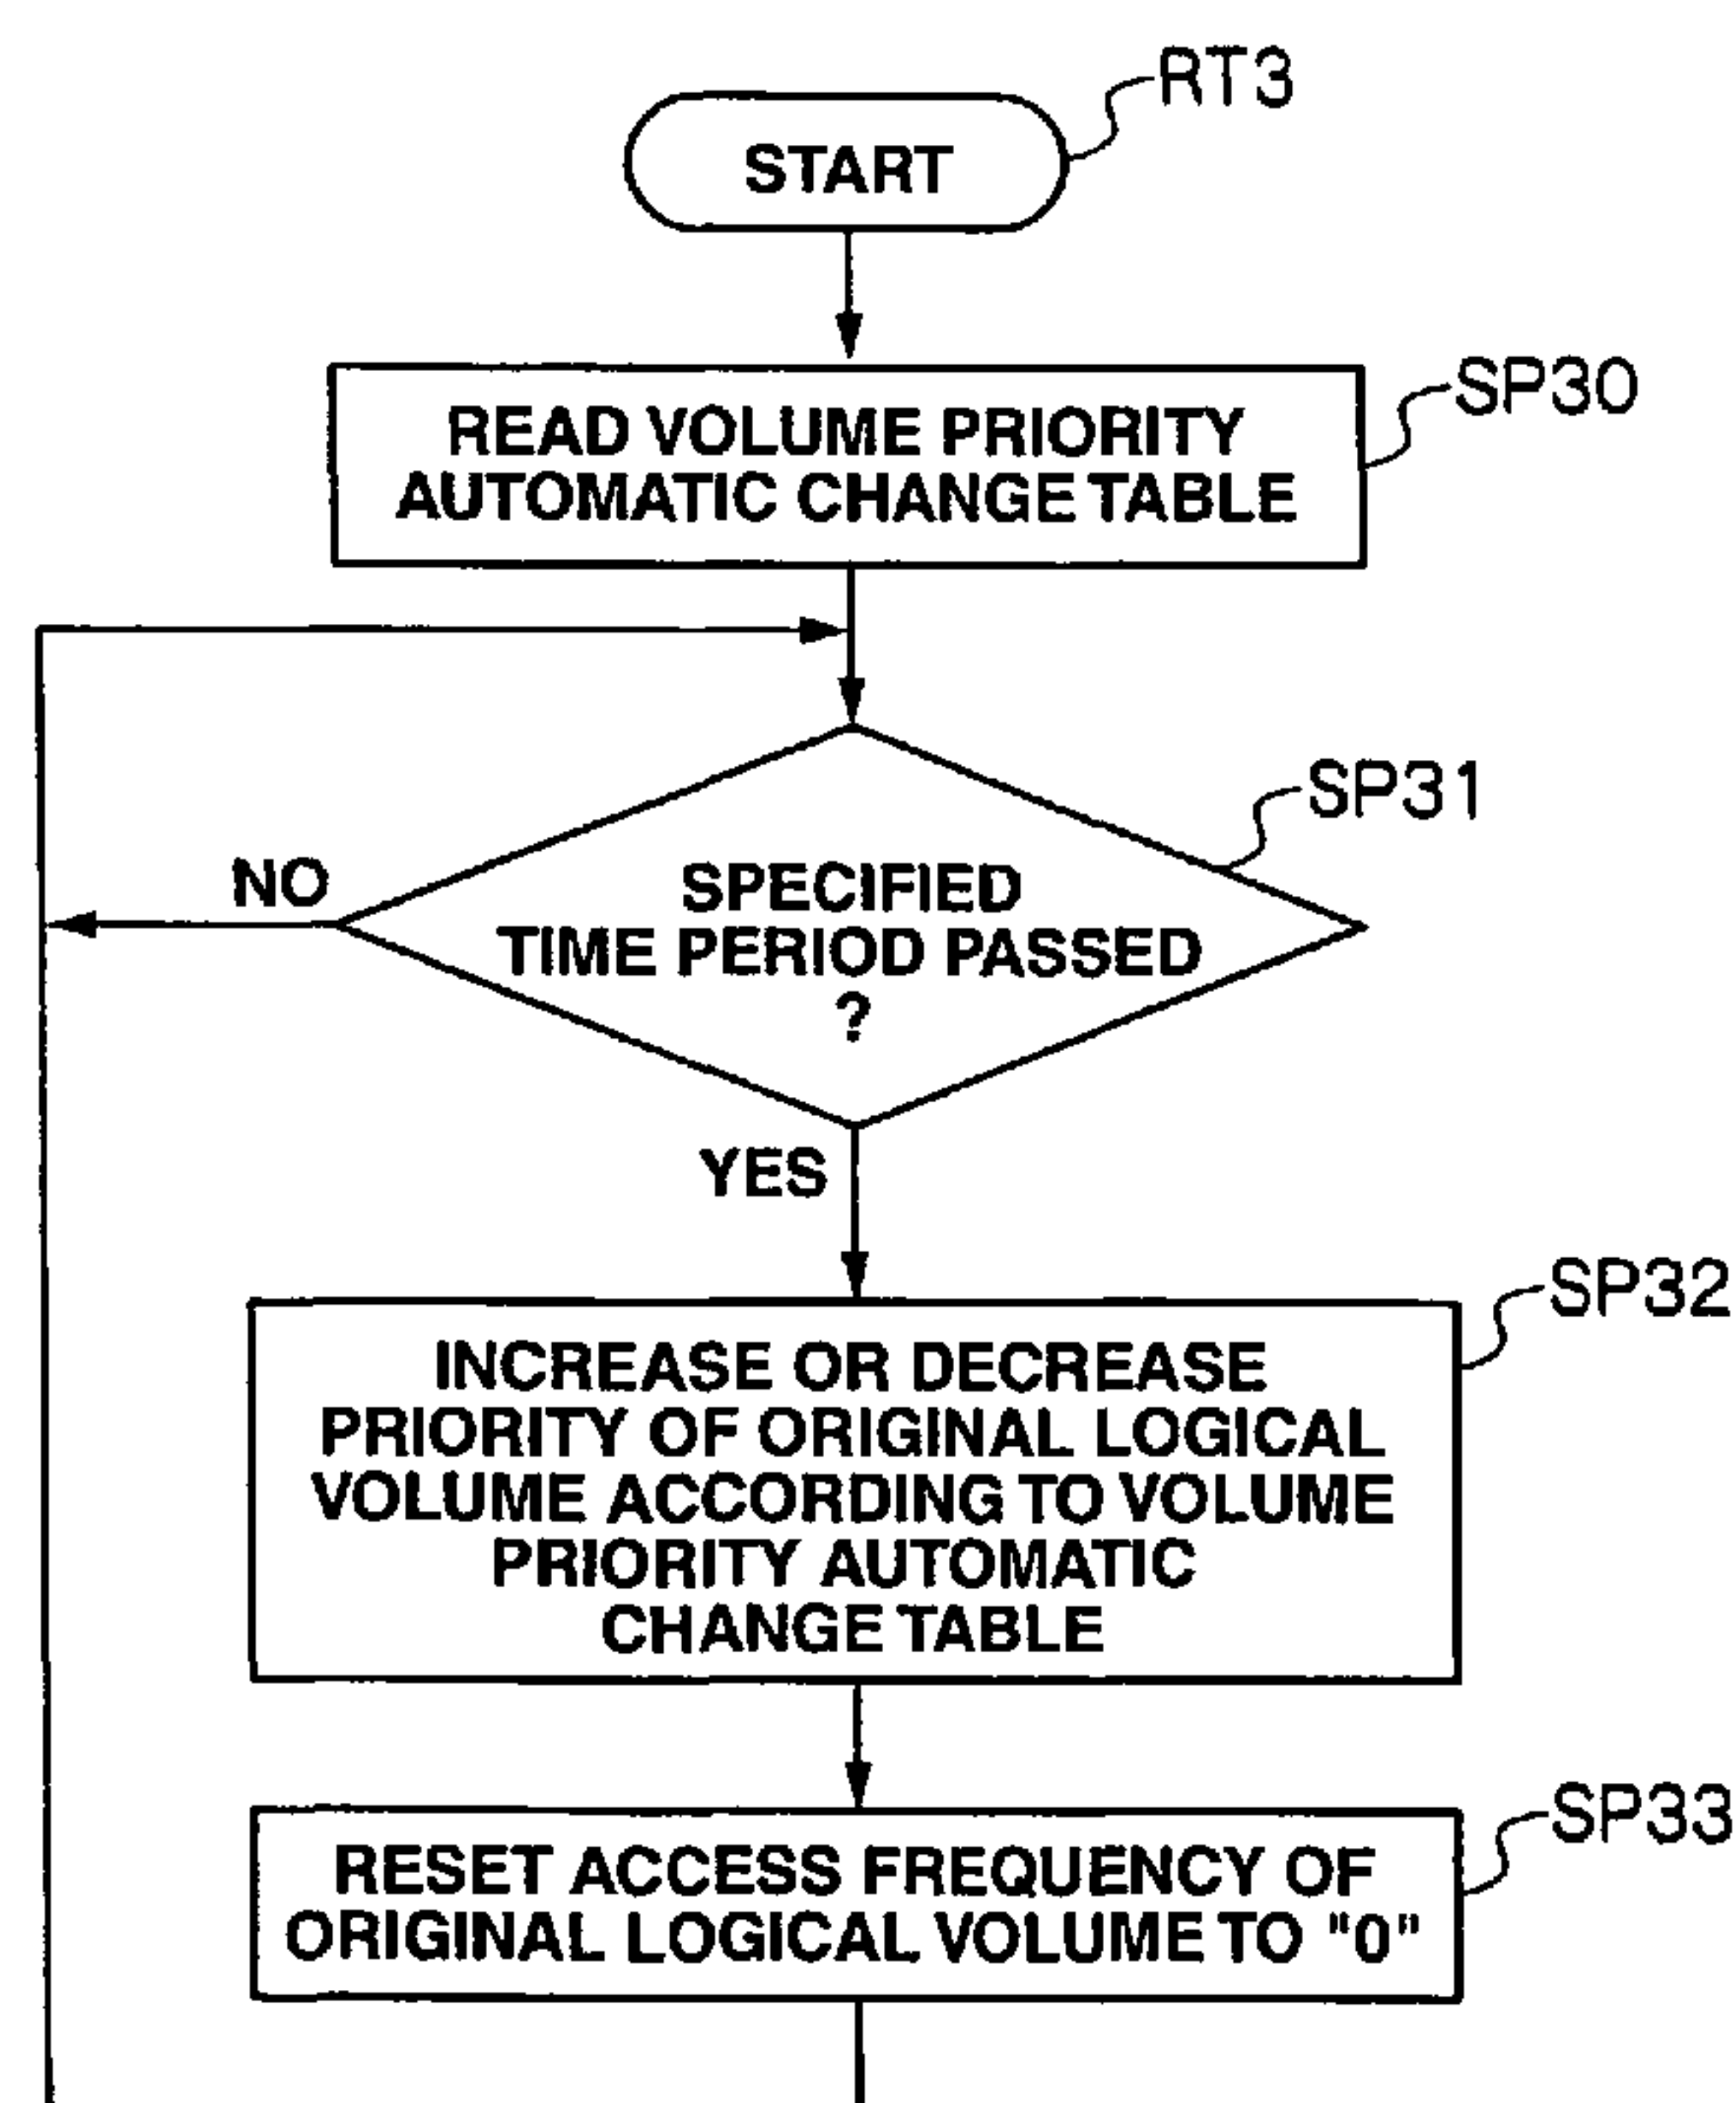 RT3
START
SP30
READ VOLUME PRIORITY
AUTOMATIC CHANGE TABLE
SP31
NO
SPECIFIED
TIME PERIOD PASSED
?
YES
SP32
INCREASE OR DECREASE
PRIORITY OF ORIGINAL LOGICAL
VOLUME ACCORDING TO VOLUME
PRIORITY AUTOMATIC
CHANGE TABLE
SP33
RESET ACCESS FREQUENCY OF
ORIGINAL LOGICAL VOLUME TO "0"